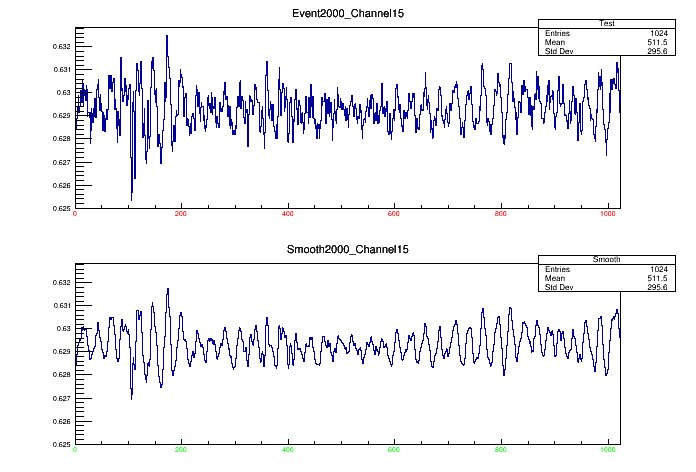 Event2000_Channel15
Test
Entries 1024
Mean 511.5
Std Dev 295.6
0.632
0.631
0.63
0.629
0.628
0.627
0.626
0.625
0 200 400 600 800 1000
Smooth2000_Channel15
Smooth
Entries 1024
Mean 511.5
Std Dev 295.6
0.632
0.631
0.63
0.629
0.628
0.627
0.626
0.625
0 200 400 600 800 1000